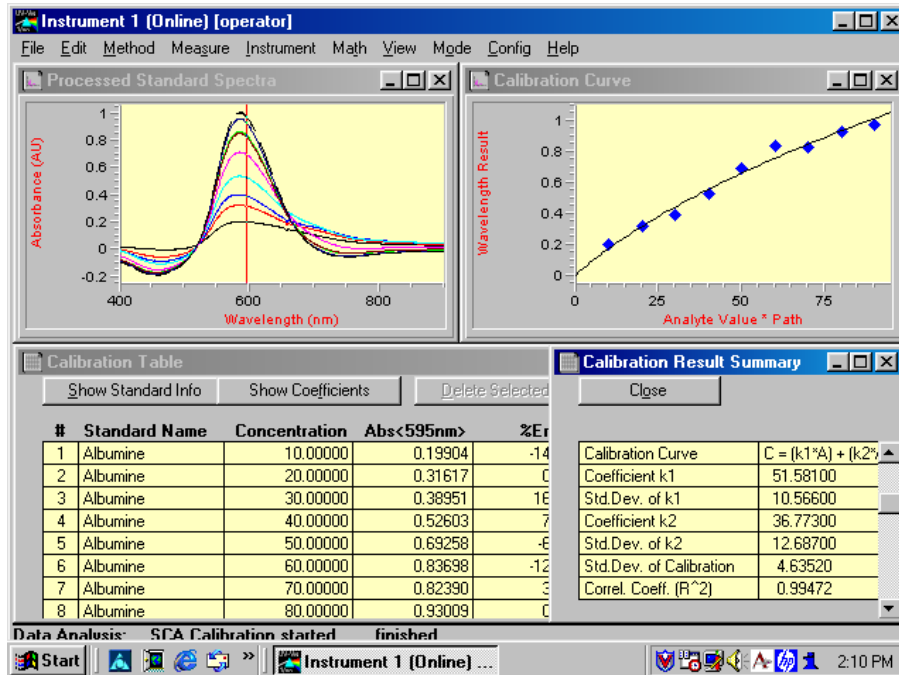 Instrument 1 (Online) [operator]
File Edit Method Measure Instrument Math View Mode Config Help
Processed Standard Spectra
Absorbance (AU)
1
0.8
0.6
0.4
0.2
0
-0.2
400 600 800
Wavelength (nm)
Calibration Curve
Wavelength Result
1
0.8
0.6
0.4
0.2
0
0 25 50 75
Analyte Value * Path
Calibration Table
Show Standard Info Show Coefficients Delete Selected
# Standard Name Concentration Abs<595nm> %Er
1 Albumine 10.00000 0.19904 -14
2 Albumine 20.00000 0.31617 0
3 Albumine 30.00000 0.38951 16
4 Albumine 40.00000 0.52603 7
5 Albumine 50.00000 0.69258 -6
6 Albumine 60.00000 0.83698 -12
7 Albumine 70.00000 0.82390 3
8 Albumine 80.00000 0.93009 0
Calibration Result Summary
Close
Calibration Curve C = (k1*A) + (k2*
Coefficient k1 51.58100
Std.Dev. of k1 10.56600
Coefficient k2 36.77300
Std.Dev. of k2 12.68700
Std.Dev. of Calibration 4.63520
Correl. Coeff. (R^2) 0.99472
Data Analysis: SCA Calibration started finished
Start » Instrument 1 (Online) ... hp 2:10 PM